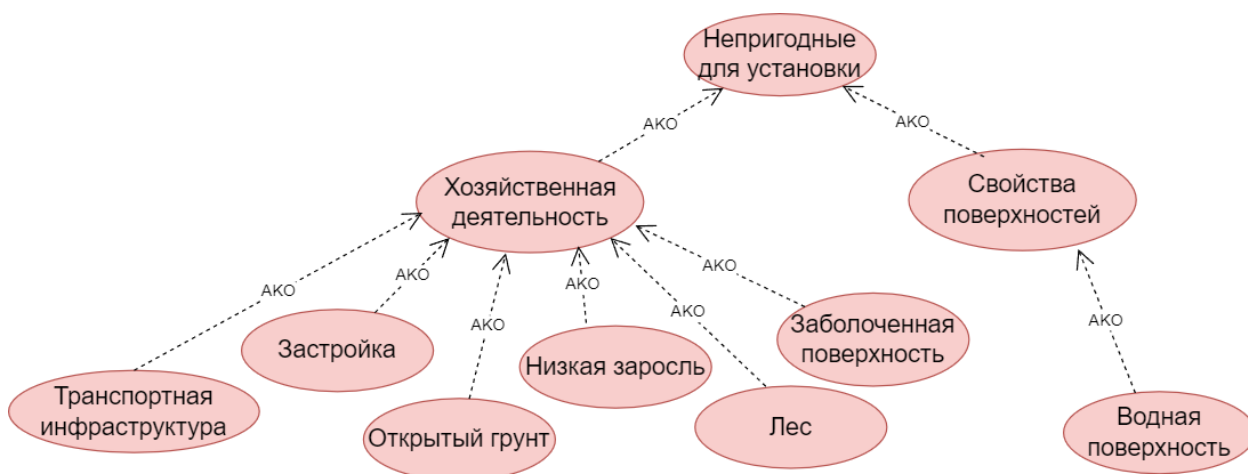 Непригодные
для установки
АКО
АКО
Хозяйственная
деятельность
Свойства
поверхностей
АКО
АКО
АКО
АКО
АКО
АКО
АКО
Застройка
Низкая заросль
Заболоченная
поверхность
Транспортная
инфраструктура
Открытый грунт
Лес
Водная
поверхность